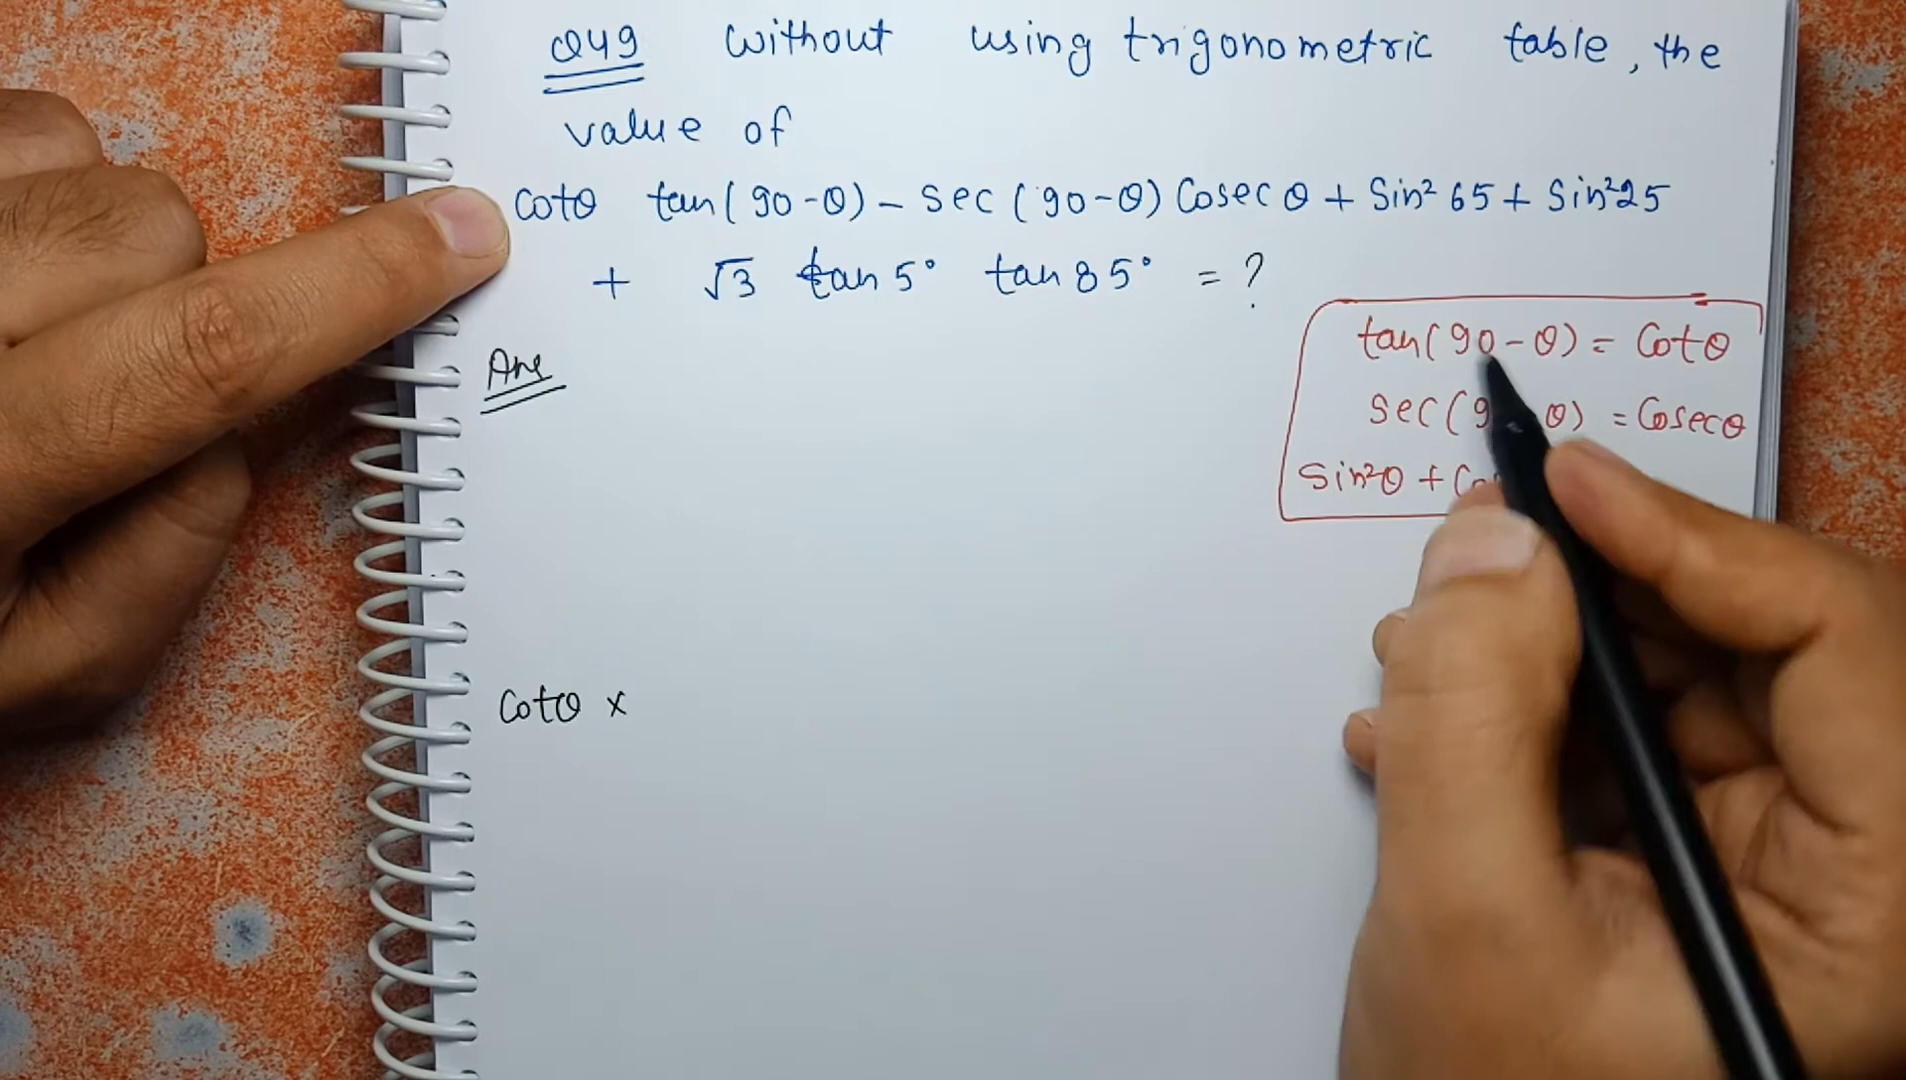 Q49 without using trigonometric table, the
value of
cotθ tan(90-θ) - sec(90-θ) Cosec θ + Sin² 65 + Sin²25
+ √3 tan 5° tan 85° = ?
Ans
tan(90-θ) = Cotθ
sec(9 θ) = Cosecθ
Sin²θ +
Cotθ ×